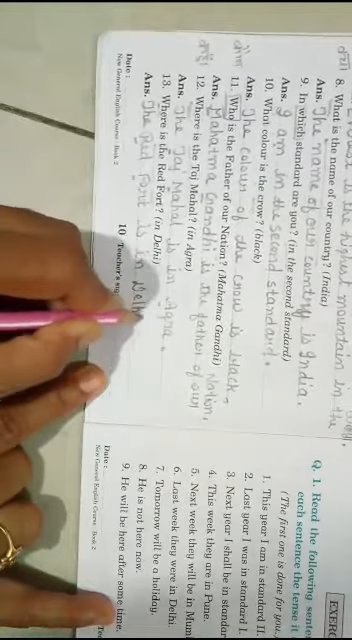 is the highest mountain in the
8. What is the name of our country? (India)
Ans. The name of our country is India.
9. In which standard are you? (in the second standard)
Ans. I am in the second standard.
10. What colour is the crow? (black)
Ans. The colour of the crow is black.
11. Who is the Father of our Nation? (Mahatma Gandhi)
Ans. Mahatma Gandhi is the father of our Nation.
12. Where is the Taj Mahal? (in Agra)
Ans. The Taj Mahal is in Agra.
13. Where is the Red Fort? (in Delhi)
Ans. The Red Fort is in Delhi
Date :
New General English Course : Book 2
10
Teacher's sig
EXERC
Q. 1. Read the following sente
each sentence the tense it
(The first one is done for you.
1. This year I am in standard II.
2. Last year I was in standard I.
3. Next year I shall be in standar
4. This week they are in Pune.
5. Next week they will be in Mum
6. Last week they were in Delhi.
7. Tomorrow will be a holiday.
8. He is not here now.
9. He will be here after some time.
Date :
New General English Course : Book 2
Te